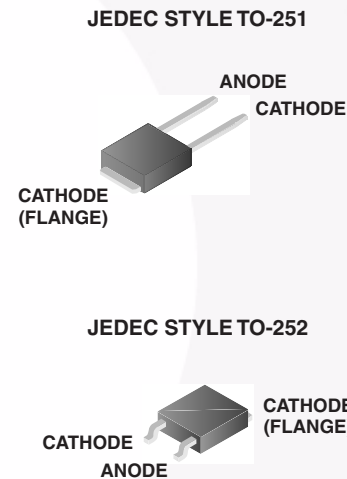 JEDEC STYLE TO-251
ANODE
CATHODE
CATHODE
(FLANGE)
JEDEC STYLE TO-252
CATHODE
(FLANGE
CATHODE
ANODE